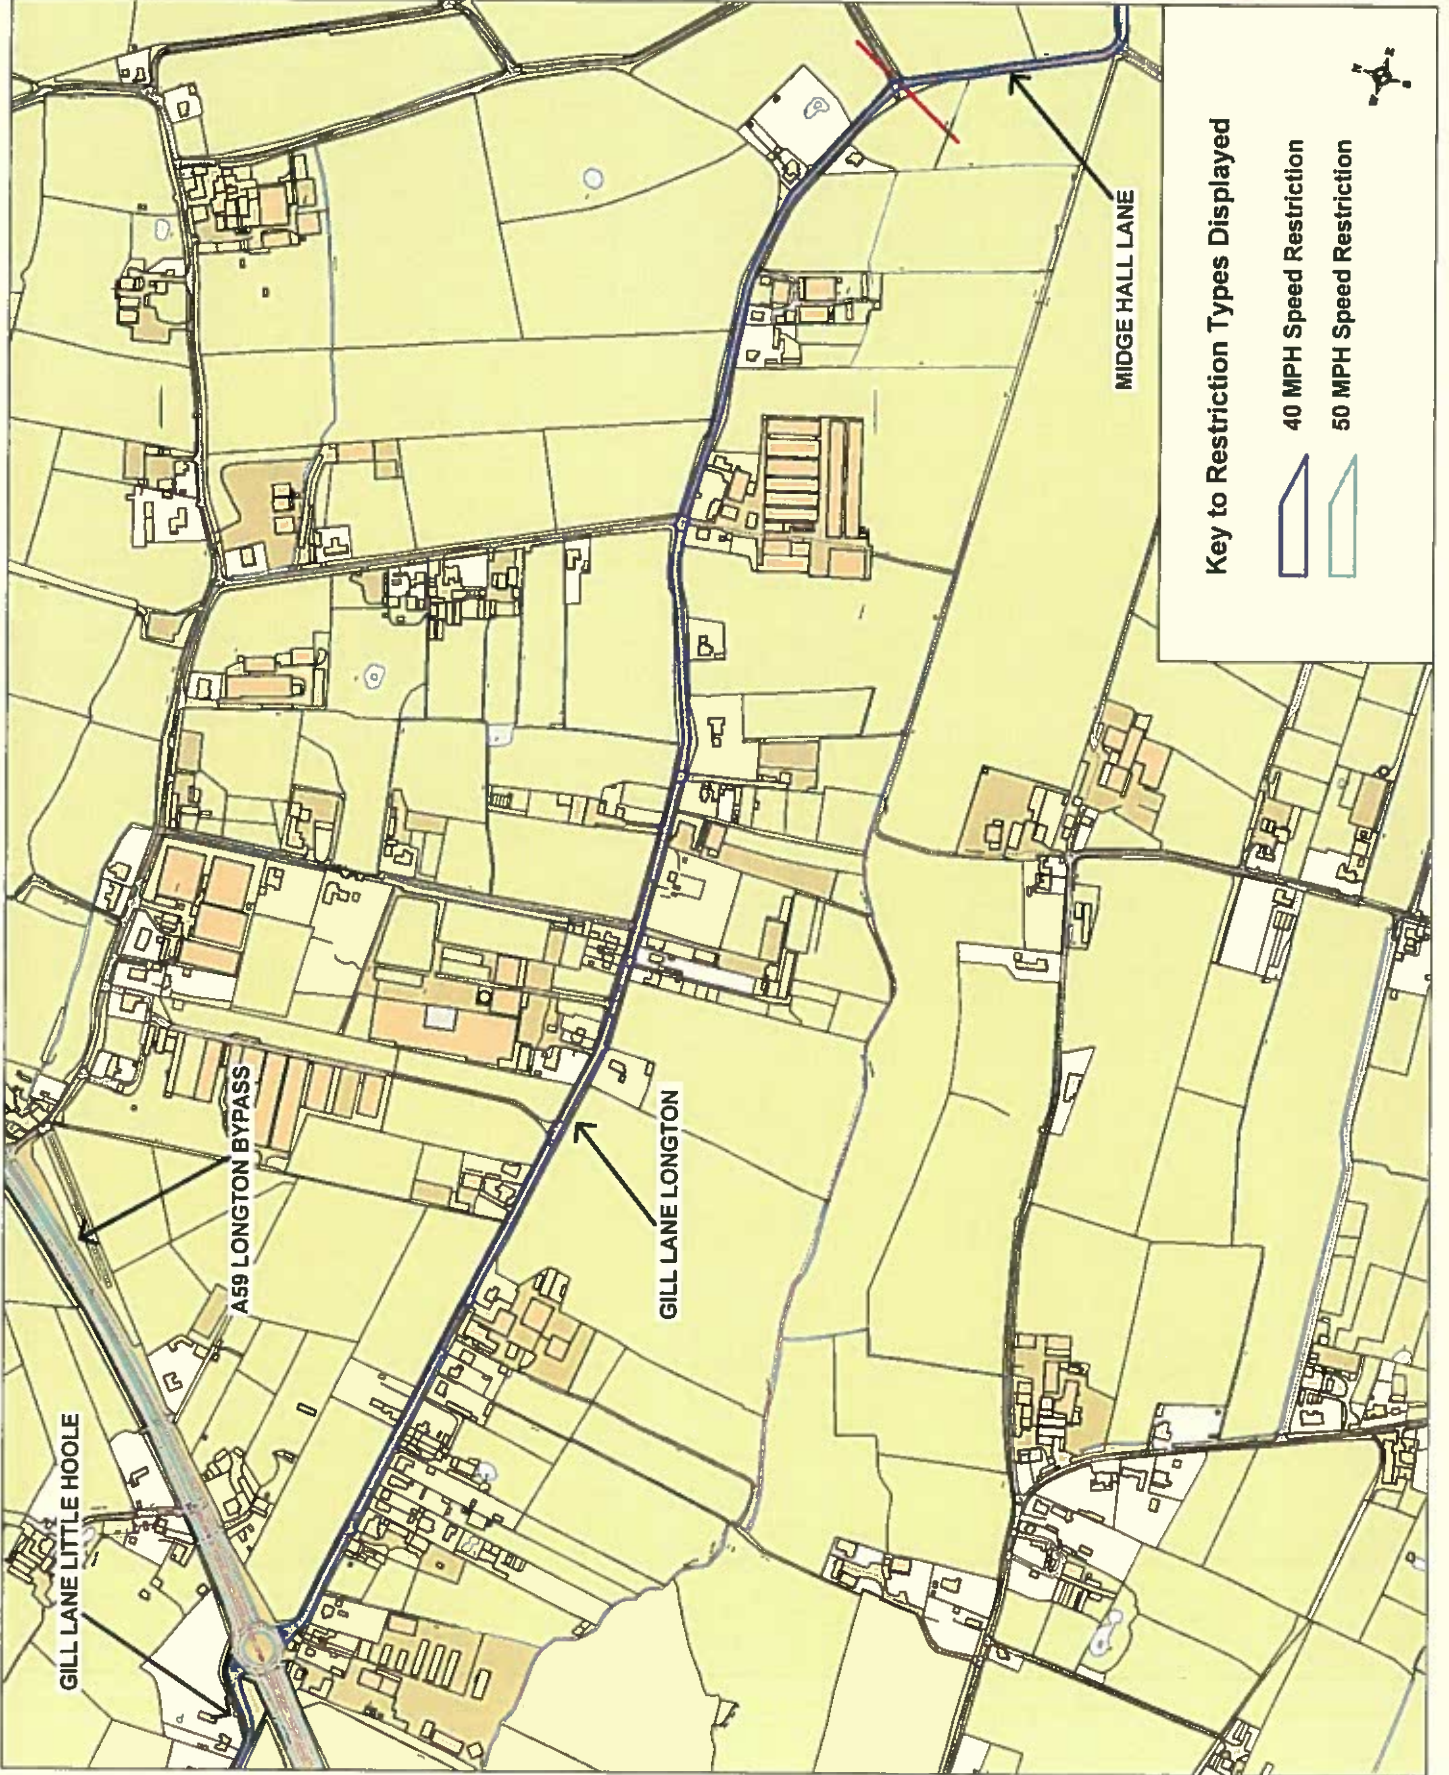 GILL LANE LITTLE HOOLE
A59 LONGTON BYPASS
GILL LANE LONGTON
MIDGE HALL LANE
Key to Restriction Types Displayed
40 MPH Speed Restriction
50 MPH Speed Restriction